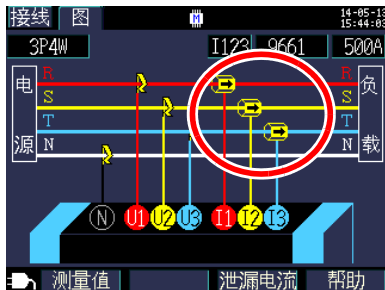 接线 图 M 14-05-13
15:44:03
3P4W I123 9661 500A
电源 R R 负载
S S
T T
N N
N U1 U2 U3 I1 I2 I3
测量值 泄漏电流 帮助